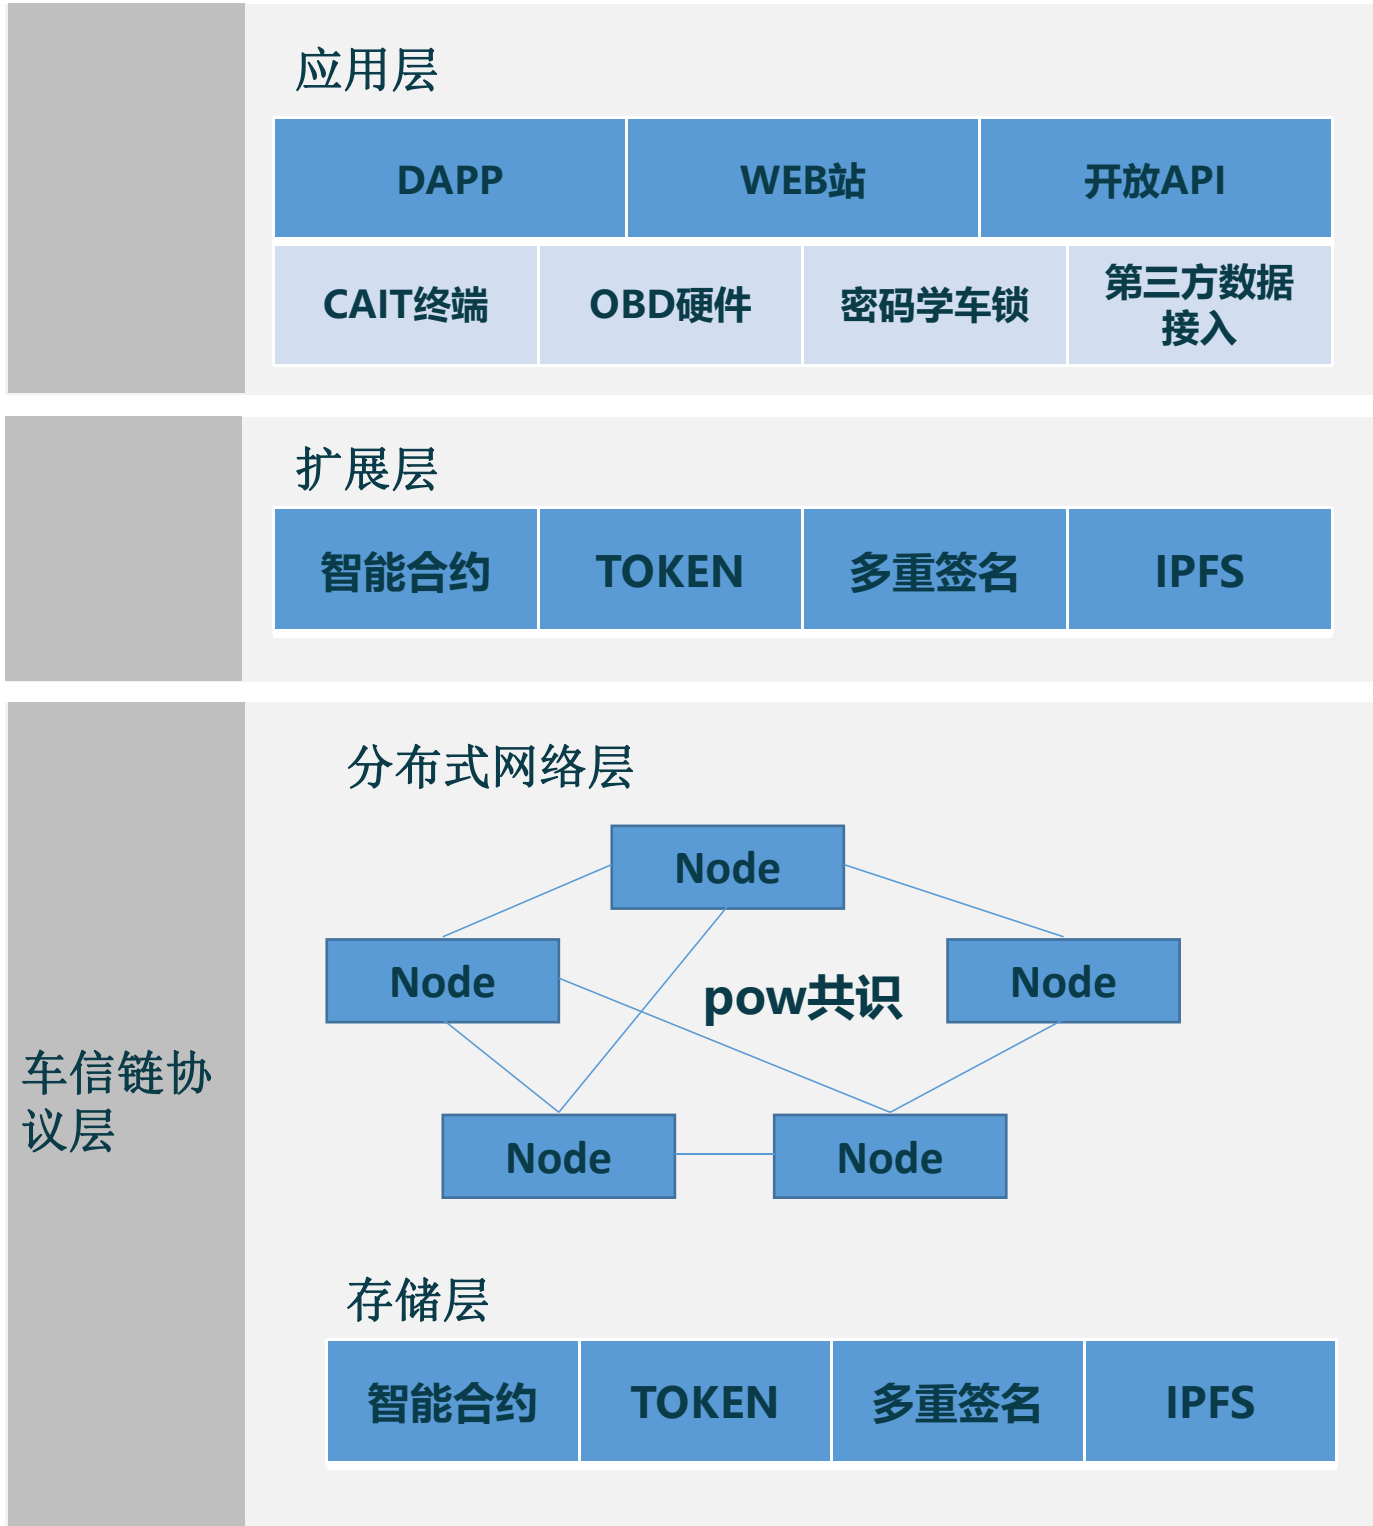 应用层
DAPP
WEB站
开放API
CAIT终端
OBD硬件
密码学车锁
第三方数据
接入
扩展层
智能合约
TOKEN
多重签名
IPFS
车信链协
议层
分布式网络层
Node
Node
pow共识
Node
Node
Node
存储层
智能合约
TOKEN
多重签名
IPFS